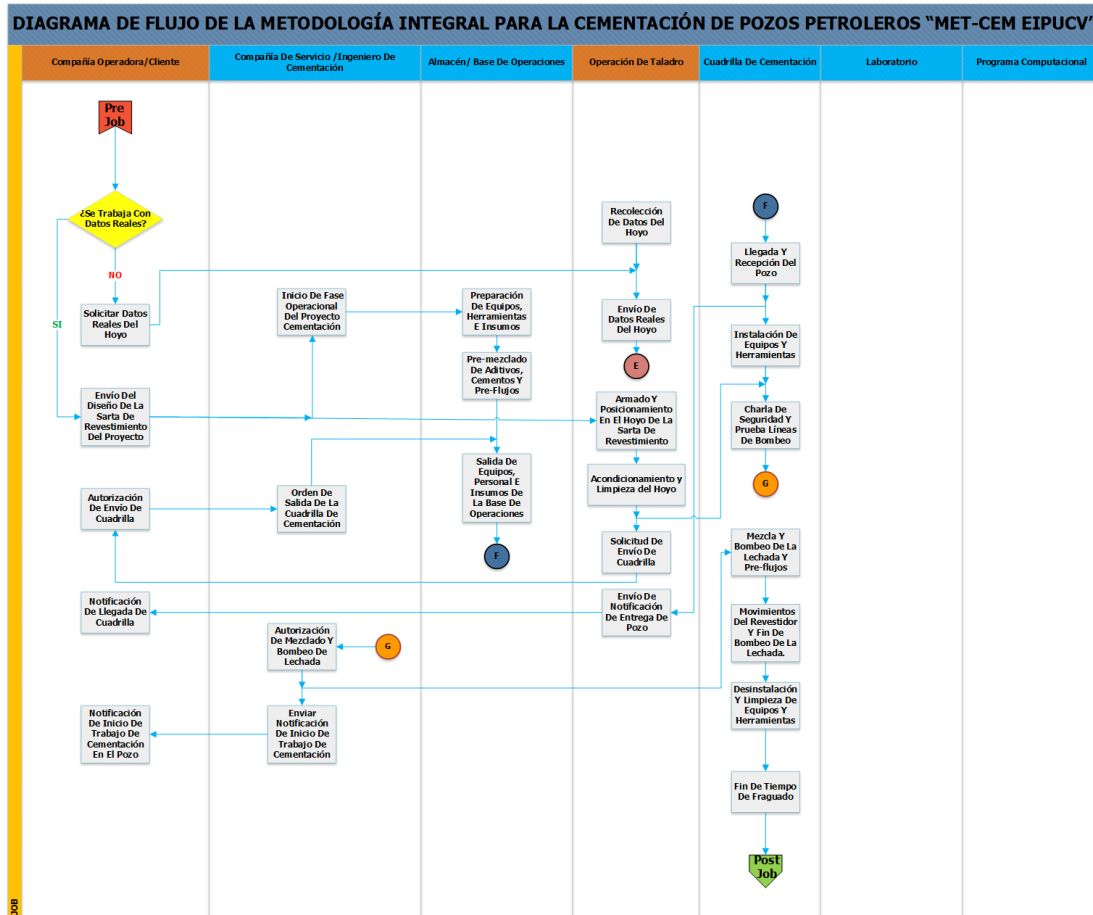 DIAGRAMA DE FLUJO DE LA METODOLOGÍA INTEGRAL PARA LA CEMENTACIÓN DE POZOS PETROLEROS “MET-CEM EIPUCV”
Compañía Operadora/Cliente
Compañía De Servicio /Ingeniero De
Cementación
Almacén/ Base De Operaciones
Operación De Taladro
Cuadrilla De Cementación
Laboratorio
Programa Computacional
Pre
Job
¿Se Trabaja Con
Datos Reales?
NO
SI
Solicitar Datos
Reales Del
Hoyo
Envío Del
Diseño De La
Sarta De
Revestimiento
Del Proyecto
Autorización
De Envío De
Cuadrilla
Notificación
De Llegada De
Cuadrilla
Notificación
De Inicio De
Trabajo De
Cementación
En El Pozo
Inicio De Fase
Operacional
Del Proyecto
Cementación
Orden De
Salida De La
Cuadrilla De
Cementación
Autorización
De Mezclado Y
Bombeo De
Lechada
G
Enviar
Notificación
De Inicio De
Trabajo De
Cementación
Preparación
De Equipos,
Herramientas
E Insumos
Pre-mezclado
De Aditivos,
Cementos Y
Pre-Flujos
Salida De
Equipos,
Personal E
Insumos De
La Base De
Operaciones
F
Recolección
De Datos Del
Hoyo
Envío De
Datos Reales
Del Hoyo
E
Armado Y
Posicionamiento
En El Hoyo De La
Sarta De
Revestimiento
Acondicionamiento y
Limpieza del Hoyo
Solicitud De
Envío De
Cuadrilla
Envío De
Notificación
De Entrega De
Pozo
F
Llegada Y
Recepción Del
Pozo
Instalación De
Equipos Y
Herramientas
Charla De
Seguridad Y
Prueba Líneas
De Bombeo
G
Mezcla Y
Bombeo De La
Lechada Y
Pre-flujos
Movimientos
Del Revestidor
Y Fin De
Bombeo De La
Lechada.
Desinstalación
Y Limpieza De
Equipos Y
Herramientas
Fin De Tiempo
De Fraguado
Post
Job
JOB